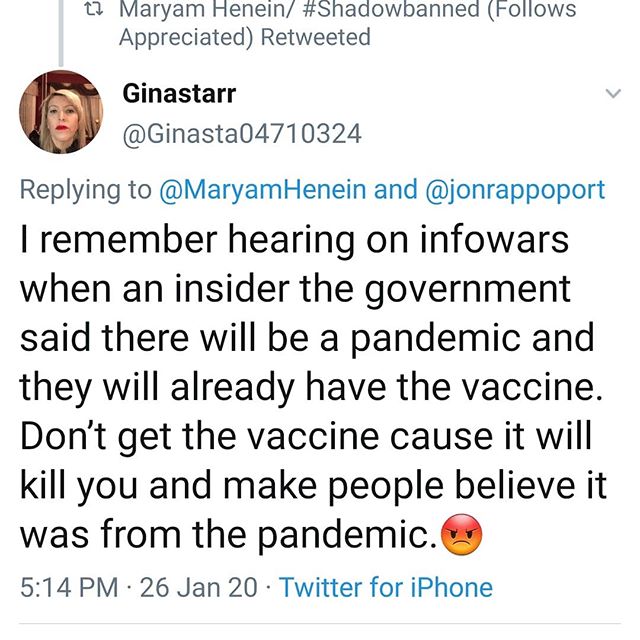 Maryam Henein/ #Shadowbanned (Follows
Appreciated) Retweeted
Ginastarr
@Ginasta04710324
Replying to @MaryamHenein and @jonrappoport
I remember hearing on infowars
when an insider the government
said there will be a pandemic and
they will already have the vaccine.
Don’t get the vaccine cause it will
kill you and make people believe it
was from the pandemic.😡
5:14 PM · 26 Jan 20 · Twitter for iPhone